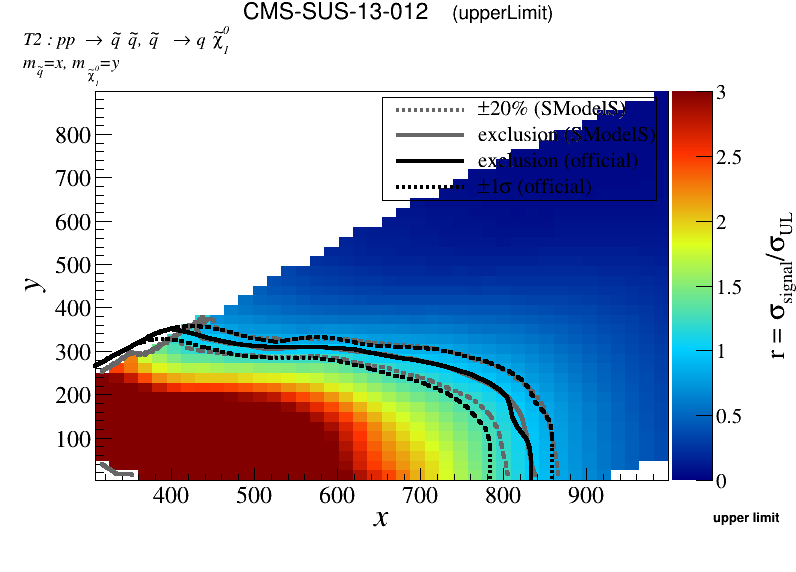 CMS-SUS-13-012 (upperLimit)
T2 : pp → q̃ q̃, q̃ → q χ̃⁰₁
m_q̃=x, m_χ̃⁰₁=y
±20% (SModelS)
exclusion (SModelS)
exclusion (official)
±1σ (official)
800
700
600
500
400
300
200
100
y
400 500 600 700 800 900
x
3
2.5
2
1.5
1
0.5
0
r = σ_signal/σ_UL
upper limit